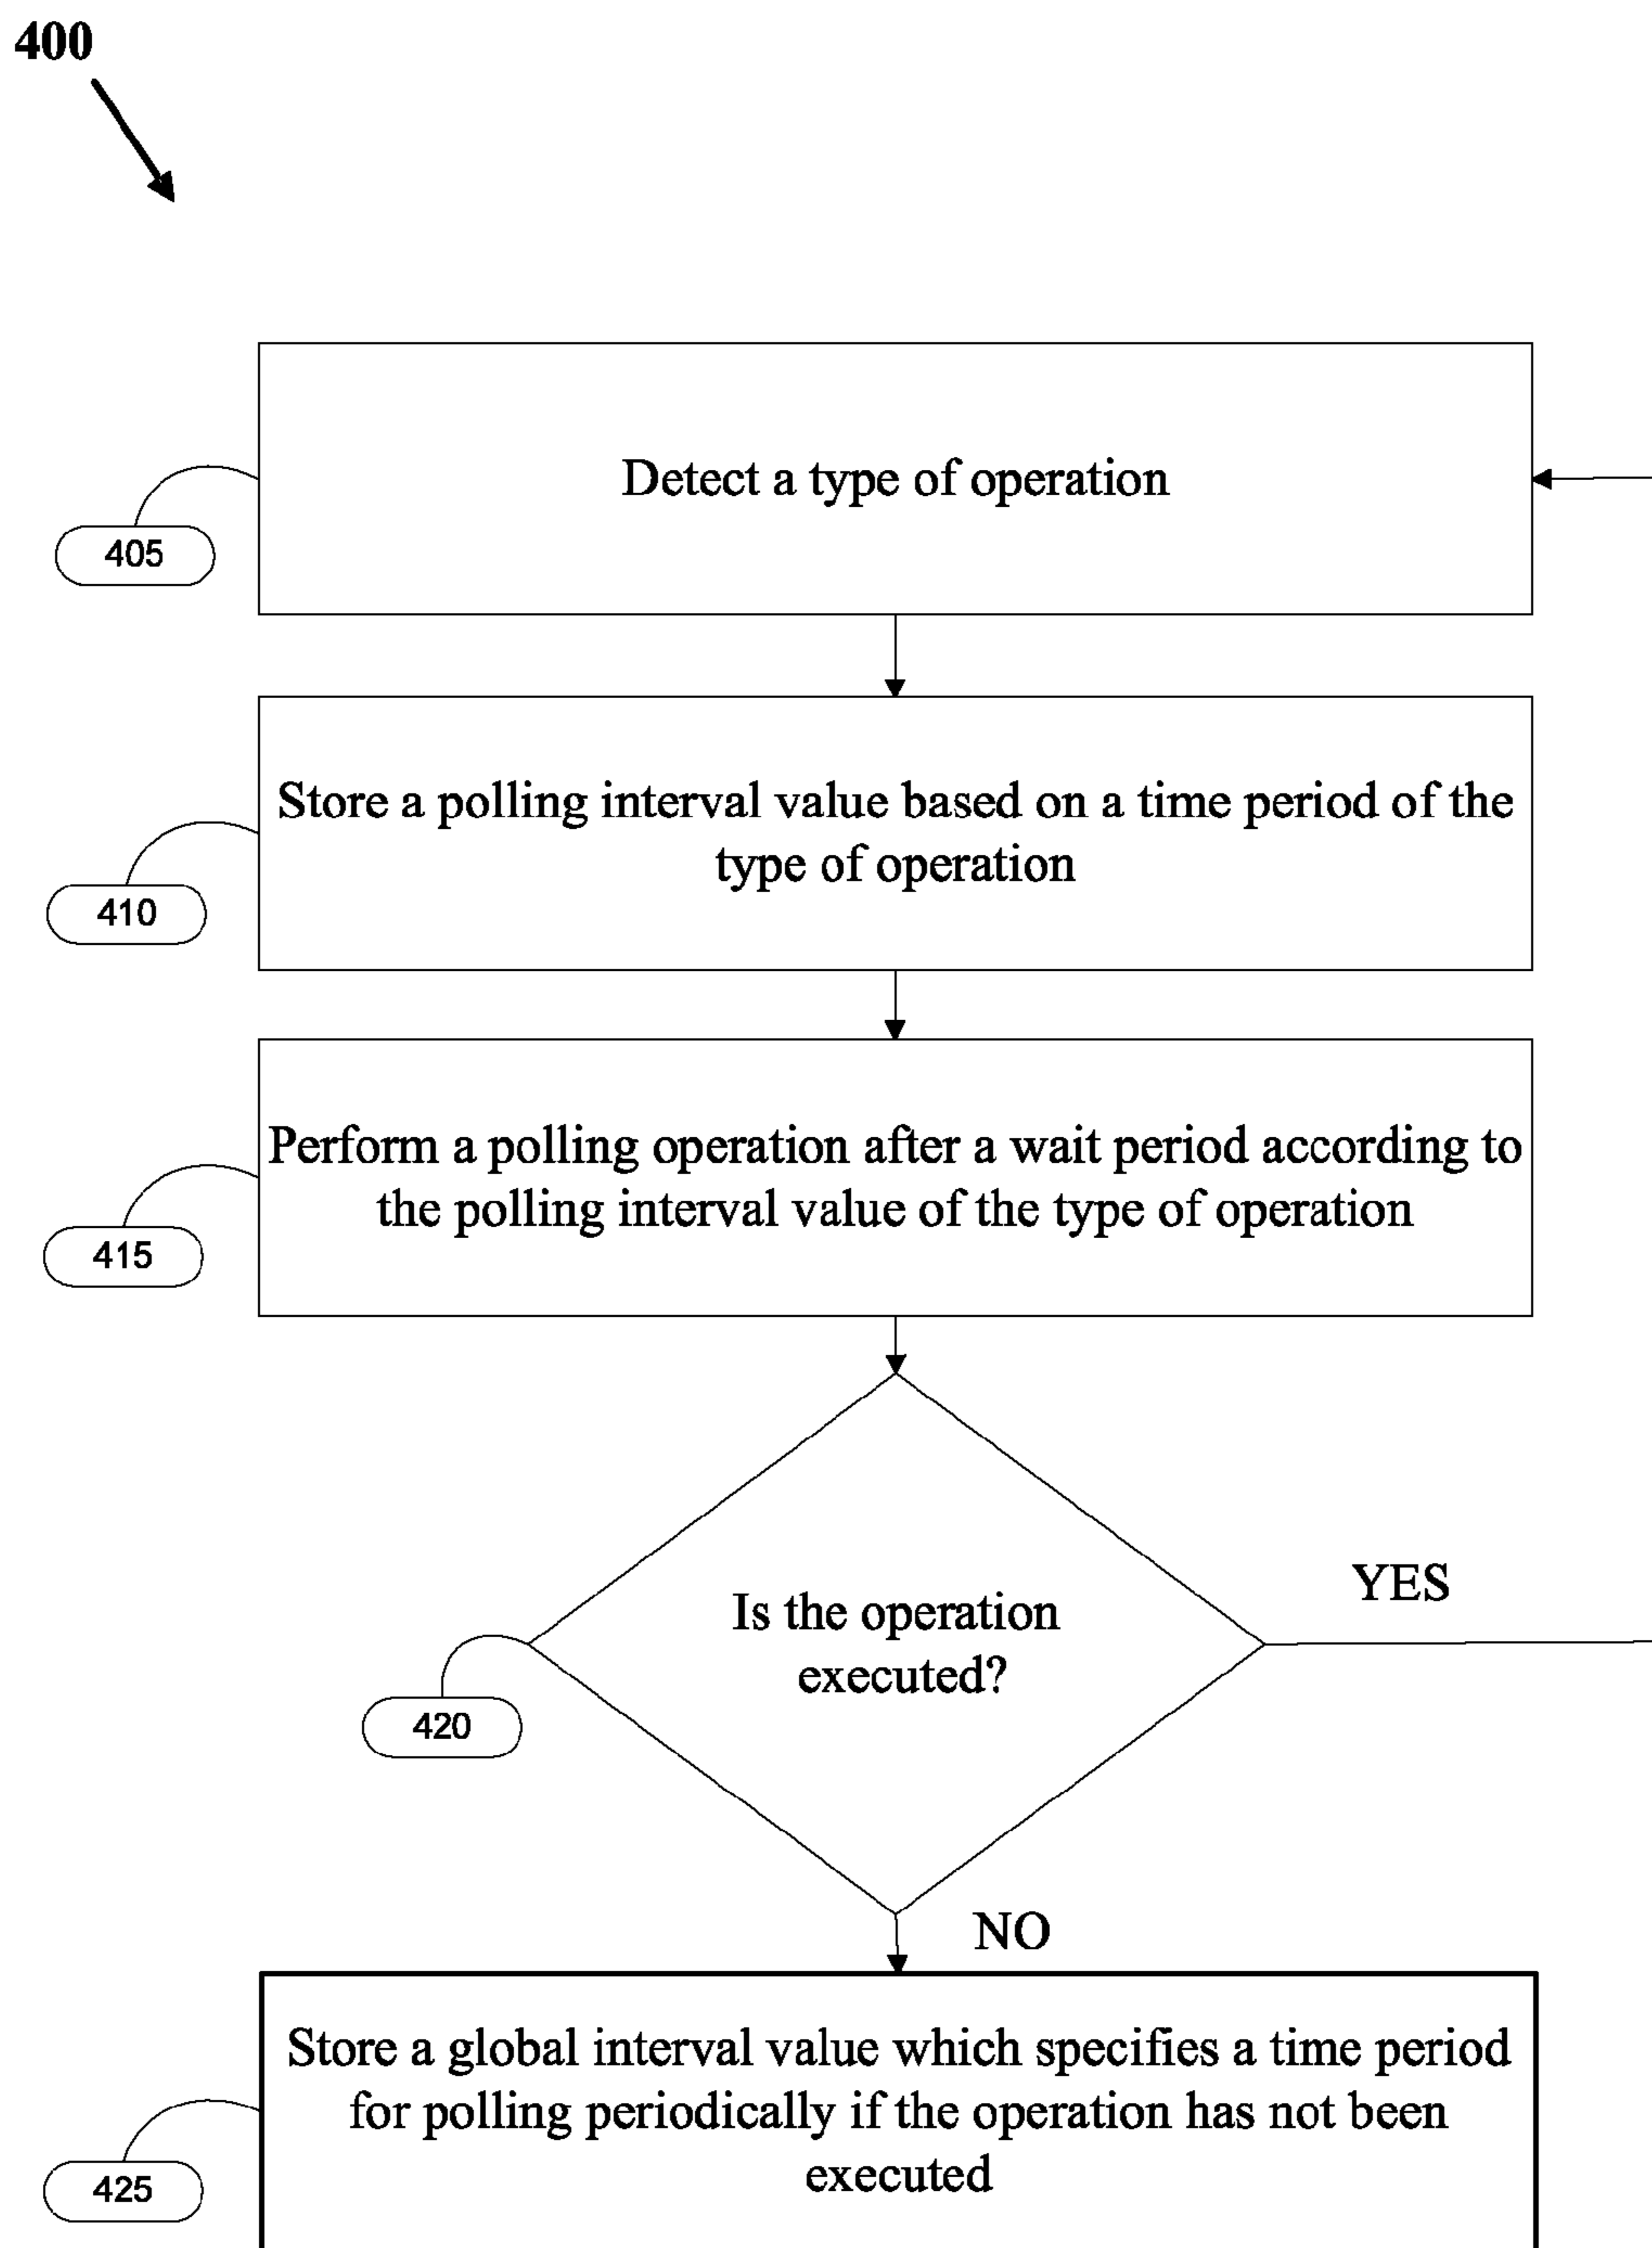 400
Detect a type of operation
405
Store a polling interval value based on a time period of the
type of operation
410
Perform a polling operation after a wait period according to
the polling interval value of the type of operation
415
YES
Is the operation
executed?
420
NO
Store a global interval value which specifies a time period
for polling periodically if the operation has not been
executed
425